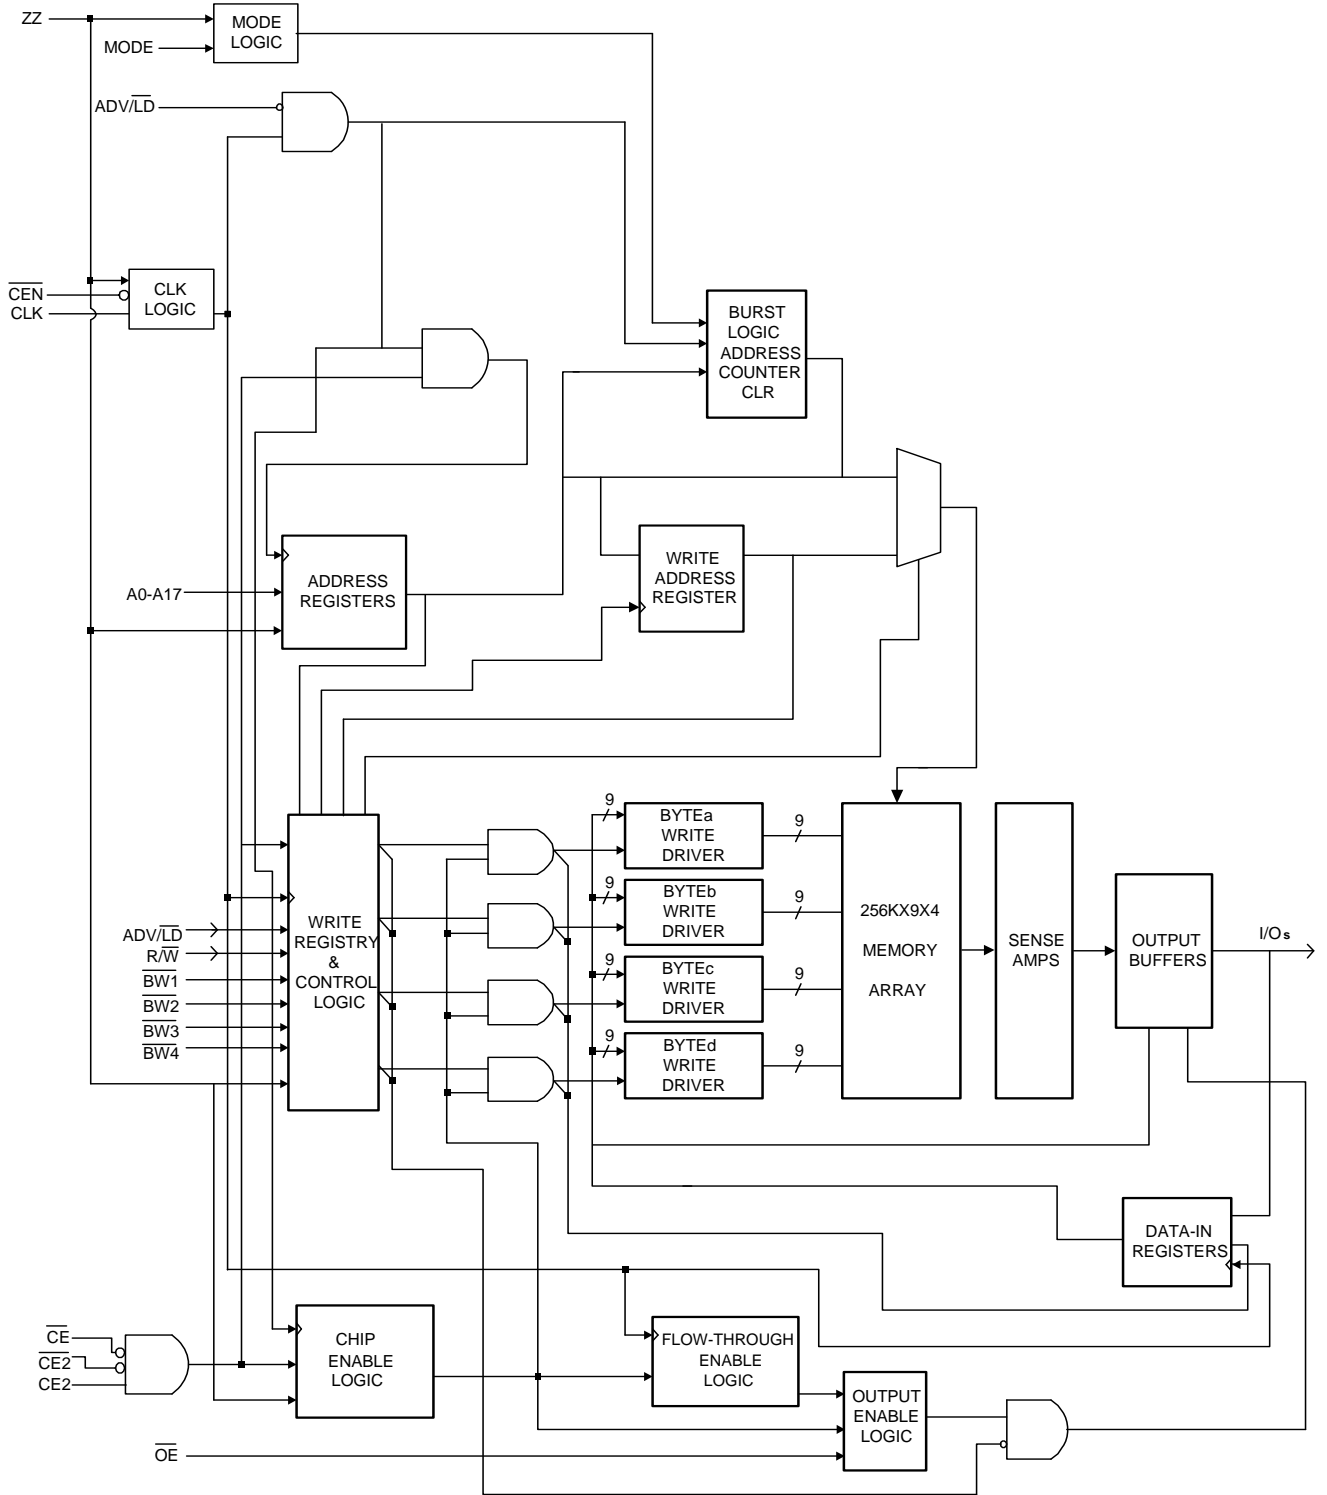 ZZ
MODE
LOGIC
MODE
ADV/LD
CLK
LOGIC
CEN
CLK
BURST
LOGIC
ADDRESS
COUNTER
CLR
ADDRESS
REGISTERS
A0-A17
WRITE
ADDRESS
REGISTER
9
BYTEa
WRITE
DRIVER
9
9
BYTEb
WRITE
DRIVER
9
9
BYTEc
WRITE
DRIVER
9
9
BYTEd
WRITE
DRIVER
9
256KX9X4
MEMORY
ARRAY
SENSE
AMPS
OUTPUT
BUFFERS
I/Os
WRITE
REGISTRY
&
CONTROL
LOGIC
ADV/LD
R/W
BW1
BW2
BW3
BW4
DATA-IN
REGISTERS
CE
CE2
CE2
CHIP
ENABLE
LOGIC
FLOW-THROUGH
ENABLE
LOGIC
OUTPUT
ENABLE
LOGIC
OE